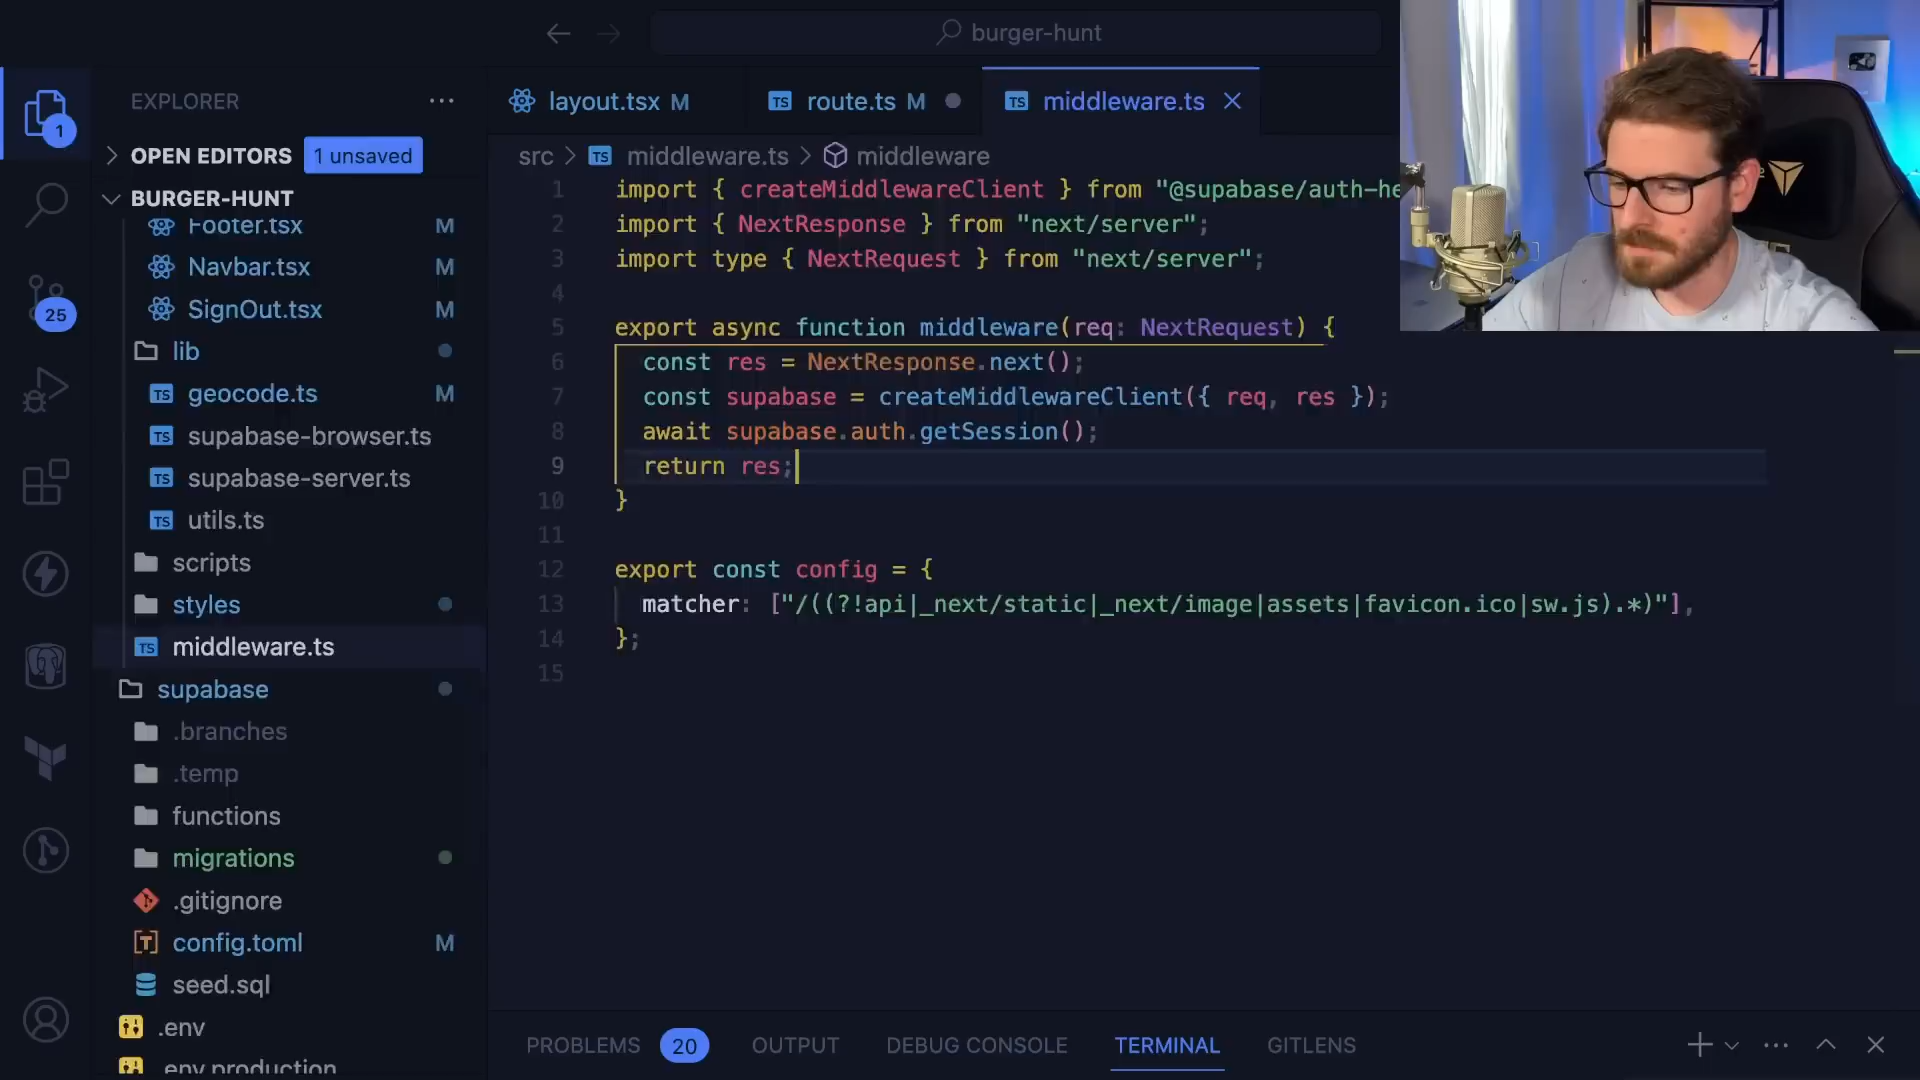 burger-hunt
EXPLORER
OPEN EDITORS
1 unsaved
BURGER-HUNT
Footer.tsx M
Navbar.tsx M
SignOut.tsx M
lib
geocode.ts M
supabase-browser.ts
supabase-server.ts
utils.ts
scripts
styles
middleware.ts
supabase
.branches
.temp
functions
migrations
.gitignore
config.toml M
seed.sql
.env
.env.production
1
25
layout.tsx M
TS route.ts M
TS middleware.ts
src > TS middleware.ts > middleware
1 import { createMiddlewareClient } from "@supabase/auth-he
2 import { NextResponse } from "next/server";
3 import type { NextRequest } from "next/server";
4
5 export async function middleware(req: NextRequest) {
6 const res = NextResponse.next();
7 const supabase = createMiddlewareClient({ req, res });
8 await supabase.auth.getSession();
9 return res;
10 }
11
12 export const config = {
13 matcher: ["/((?!api|_next/static|_next/image|assets|favicon.ico|sw.js).*)"],
14 };
15
PROBLEMS 20 OUTPUT DEBUG CONSOLE TERMINAL GITLENS